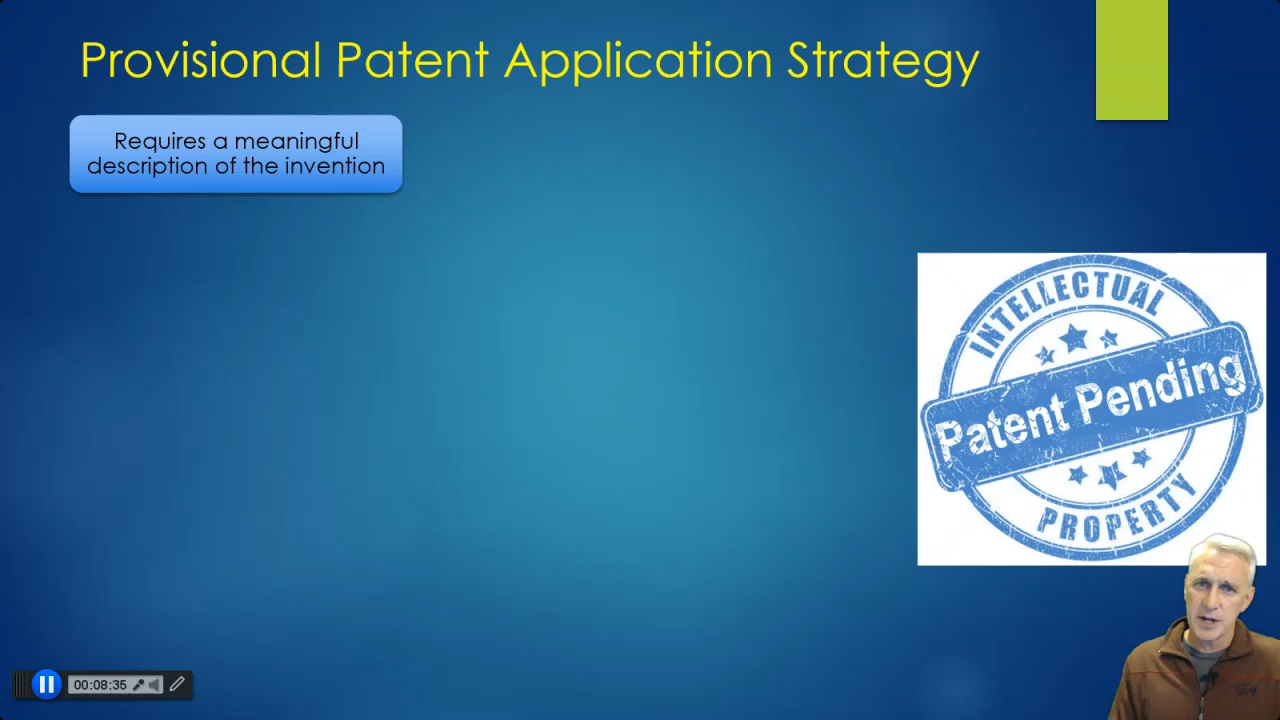 Provisional Patent Application Strategy
Requires a meaningful
description of the invention
INTELLECTUAL
Patent Pending
PROPERTY
00:08:35